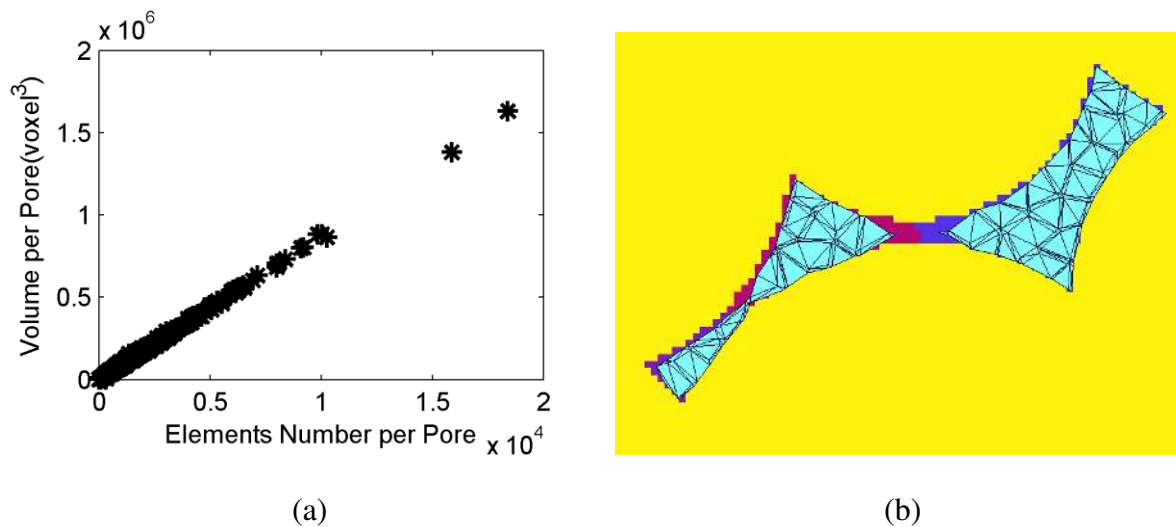 x 10^6
2
1.5
1
0.5
0
Volume per Pore(voxel^3)
0 0.5 1 1.5 2
Elements Number per Pore x 10^4
(a) (b)